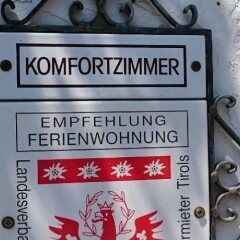 KOMFORTZIMMER
EMPFEHLUNG
FERIENWOHNUNG
Tirols